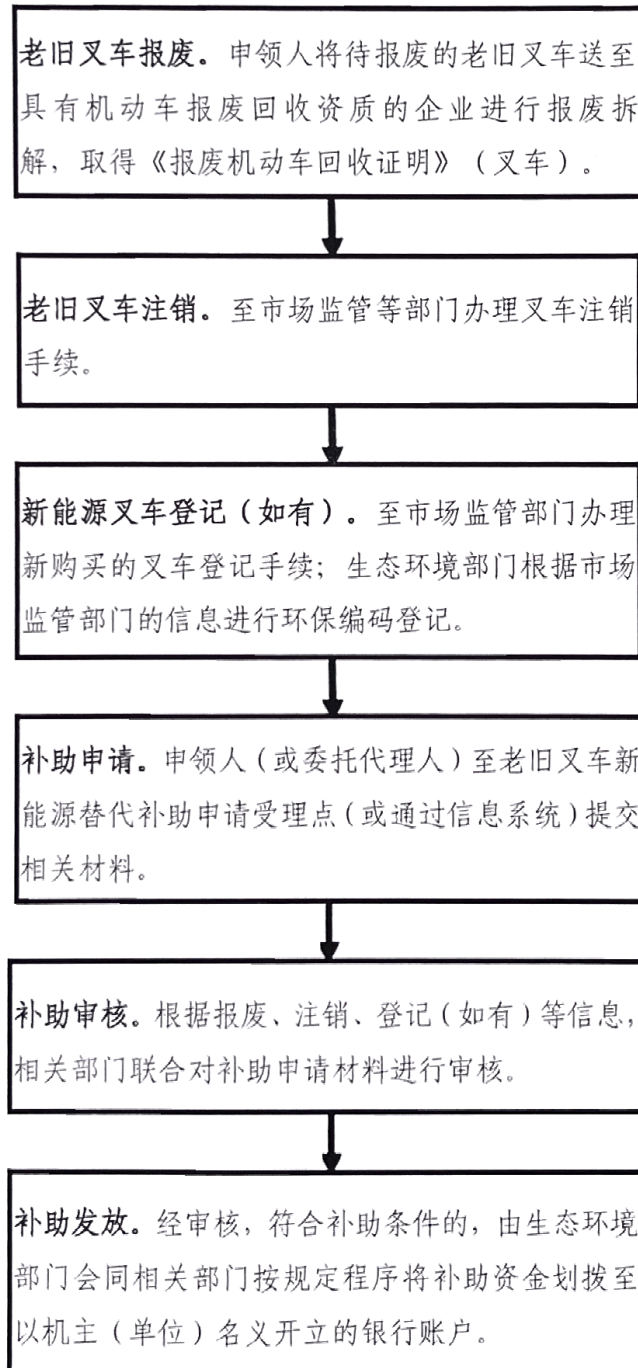 老旧叉车报废。申领人将待报废的老旧叉车送至
具有机动车报废回收资质的企业进行报废拆
解，取得《报废机动车回收证明》（叉车）。
老旧叉车注销。至市场监管等部门办理叉车注销
手续。
新能源叉车登记（如有）。至市场监管部门办理
新购买的叉车登记手续；生态环境部门根据市场
监管部门的信息进行环保编码登记。
补助申请。申领人（或委托代理人）至老旧叉车新
能源替代补助申请受理点（或通过信息系统）提交
相关材料。
补助审核。根据报废、注销、登记（如有）等信息，
相关部门联合对补助申请材料进行审核。
补助发放。经审核，符合补助条件的，由生态环境
部门会同相关部门按规定程序将补助资金划拨至
以机主（单位）名义开立的银行账户。